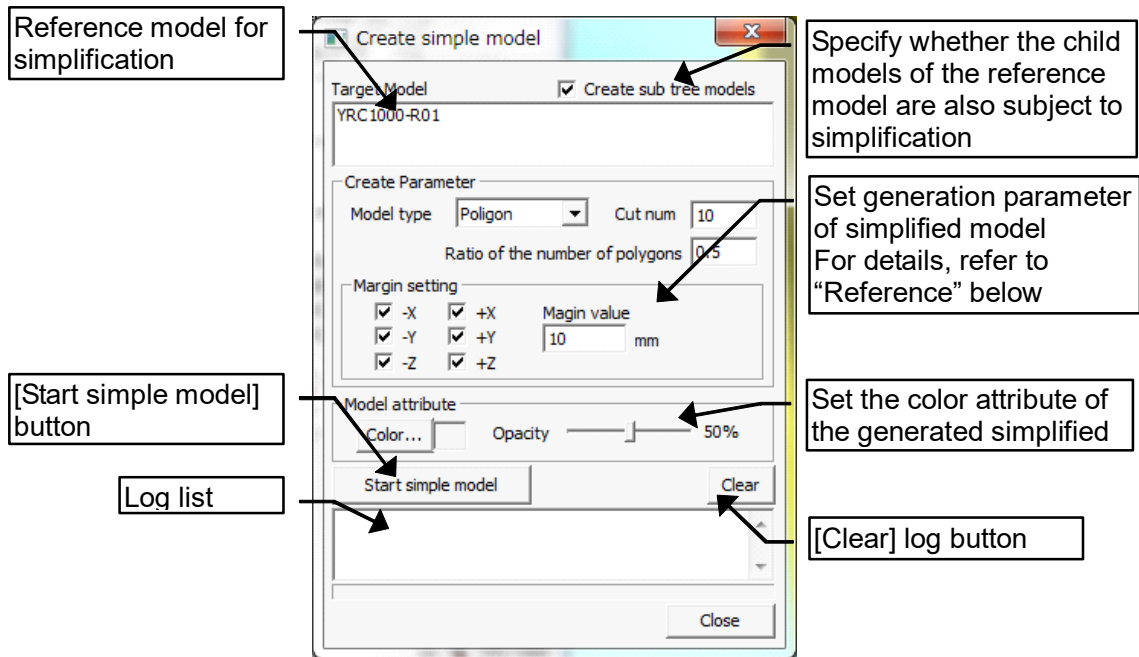 Reference model for
simplification
Create simple model
Target Model
Create sub tree models
YRC1000-R01
Specify whether the child
models of the reference
model are also subject to
simplification
Create Parameter
Model type
Poligon
Cut num
10
Ratio of the number of polygons
0.5
Set generation parameter
of simplified model
For details, refer to
“Reference” below
Margin setting
-X
+X
Magin value
-Y
+Y
10
mm
-Z
+Z
[Start simple model]
button
Model attribute
Color...
Opacity
50%
Set the color attribute of
the generated simplified
Start simple model
Clear
Log list
[Clear] log button
Close